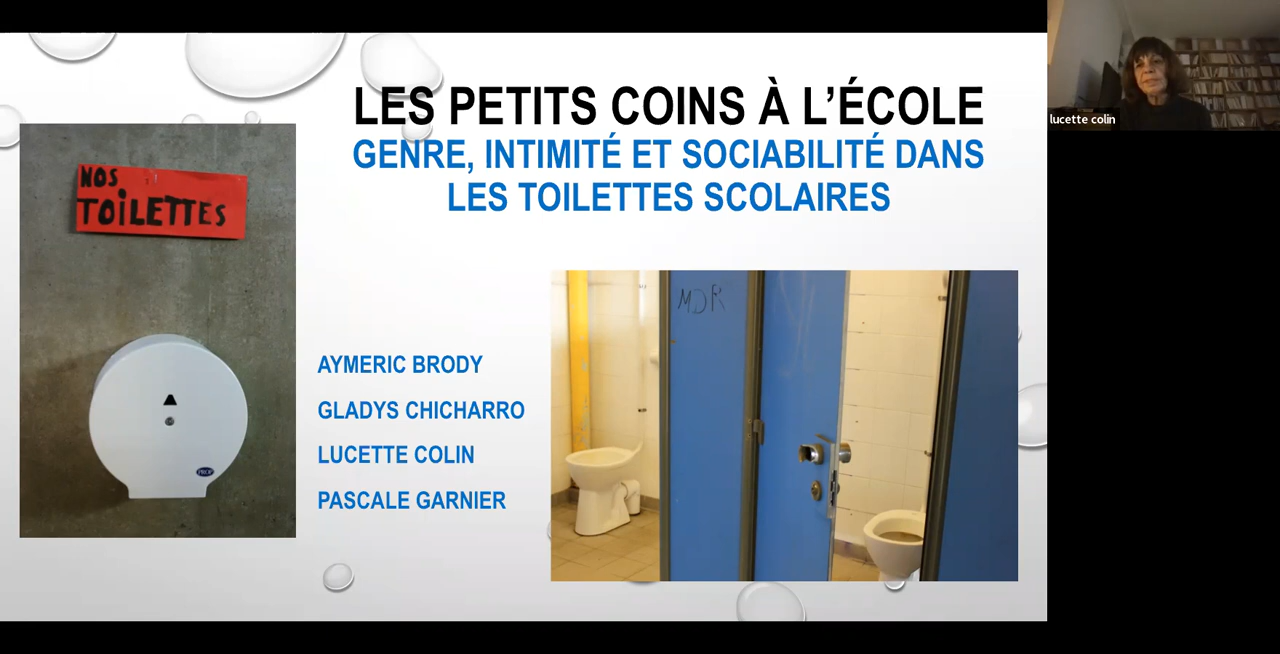 LES PETITS COINS À L'ÉCOLE
GENRE, INTIMITÉ ET SOCIABILITÉ DANS
LES TOILETTES SCOLAIRES
NOS
TOILETTES
PROP
MDR
AYMERIC BRODY
GLADYS CHICHARRO
LUCETTE COLIN
PASCALE GARNIER
lucette colin